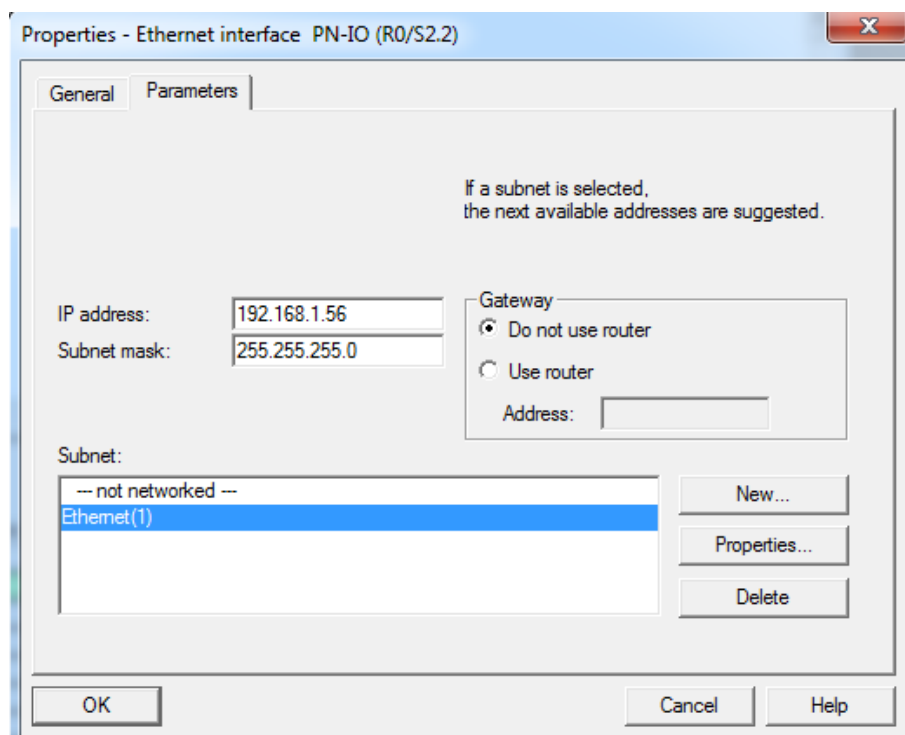 Properties - Ethernet interface PN-IO (R0/S2.2)
X
General
Parameters
If a subnet is selected,
the next available addresses are suggested.
IP address:
192.168.1.56
Subnet mask:
255.255.255.0
Gateway
Do not use router
Use router
Address:
Subnet:
--- not networked ---
Ethernet(1)
New...
Properties...
Delete
OK
Cancel
Help